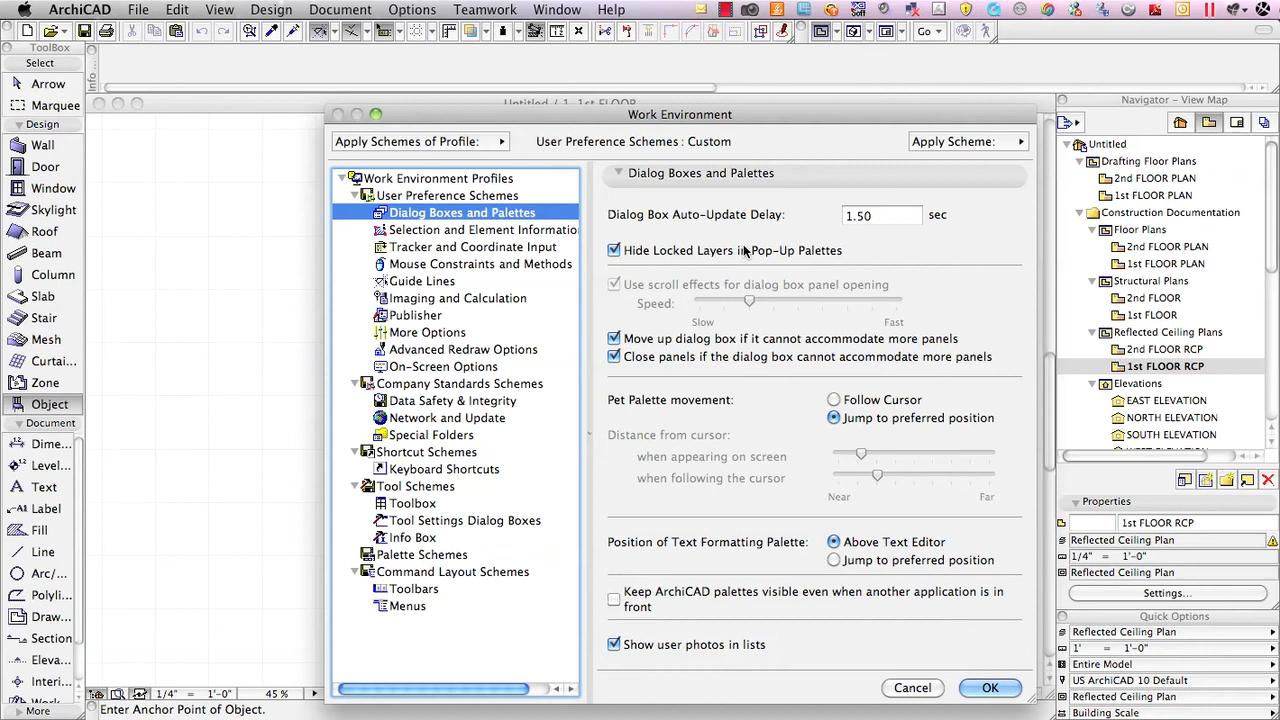 ArchiCAD File Edit View Design Document Options Teamwork Window Help
Go
ToolBox
Select
Arrow
Marquee
Design
Wall
Door
Window
Skylight
Roof
Beam
Column
Slab
Stair
Mesh
Curtai...
Zone
Object
Document
Dime...
Level...
Text
Label
Fill
Line
Arc/...
Polyli...
Draw...
Section
Eleva...
Interi...
More
Info ...
Untitled / 1. 1st FLOOR
Work Environment
Apply Schemes of Profile:
User Preference Schemes : Custom
Apply Scheme:
Work Environment Profiles
User Preference Schemes
Dialog Boxes and Palettes
Selection and Element Informatio
Tracker and Coordinate Input
Mouse Constraints and Methods
Guide Lines
Imaging and Calculation
Publisher
More Options
Advanced Redraw Options
On-Screen Options
Company Standards Schemes
Data Safety & Integrity
Network and Update
Special Folders
Shortcut Schemes
Keyboard Shortcuts
Tool Schemes
Toolbox
Tool Settings Dialog Boxes
Info Box
Palette Schemes
Command Layout Schemes
Toolbars
Menus
Dialog Boxes and Palettes
Dialog Box Auto-Update Delay: 1.50 sec
Hide Locked Layers in Pop-Up Palettes
Use scroll effects for dialog box panel opening
Speed:
Slow Fast
Move up dialog box if it cannot accommodate more panels
Close panels if the dialog box cannot accommodate more panels
Pet Palette movement:
Follow Cursor
Jump to preferred position
Distance from cursor:
when appearing on screen
when following the cursor
Near Far
Position of Text Formatting Palette:
Above Text Editor
Jump to preferred position
Keep ArchiCAD palettes visible even when another application is in
front
Show user photos in lists
Cancel OK
1/4" = 1'-0" 45 %
Enter Anchor Point of Object.
Navigator – View Map
Untitled
Drafting Floor Plans
2nd FLOOR PLAN
1st FLOOR PLAN
Construction Documentation
Floor Plans
2nd FLOOR PLAN
1st FLOOR PLAN
Structural Plans
2nd FLOOR
1st FLOOR
Reflected Ceiling Plans
2nd FLOOR RCP
1st FLOOR RCP
Elevations
EAST ELEVATION
NORTH ELEVATION
SOUTH ELEVATION
Properties
1st FLOOR RCP
Reflected Ceiling Plan
1/4" = 1'-0"
Reflected Ceiling Plan
Settings...
Quick Options
Reflected Ceiling Plan
1' = 1'-0"
Entire Model
US ArchiCAD 10 Default
Reflected Ceiling Plan
Building Scale